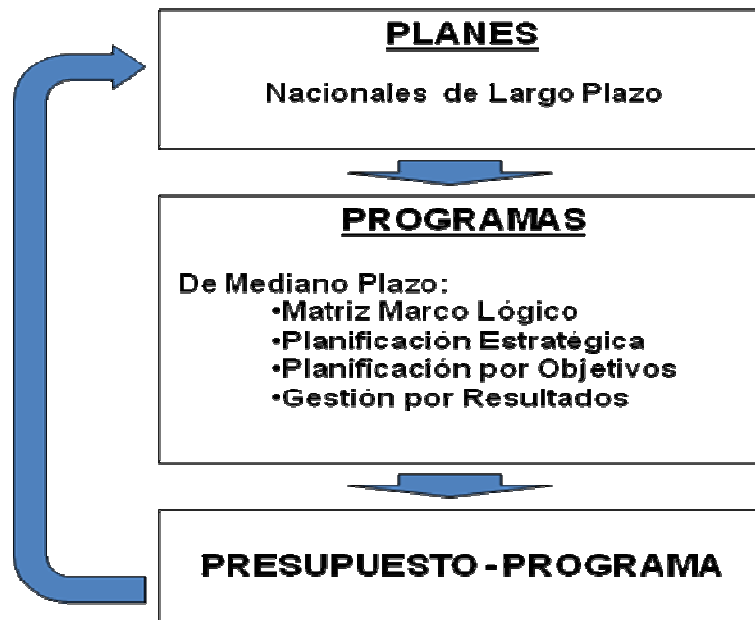 PLANES
Nacionales de Largo Plazo
PROGRAMAS
De Mediano Plazo:
•Matriz Marco Lógico
•Planificación Estratégica
•Planificación por Objetivos
•Gestión por Resultados
PRESUPUESTO-PROGRAMA